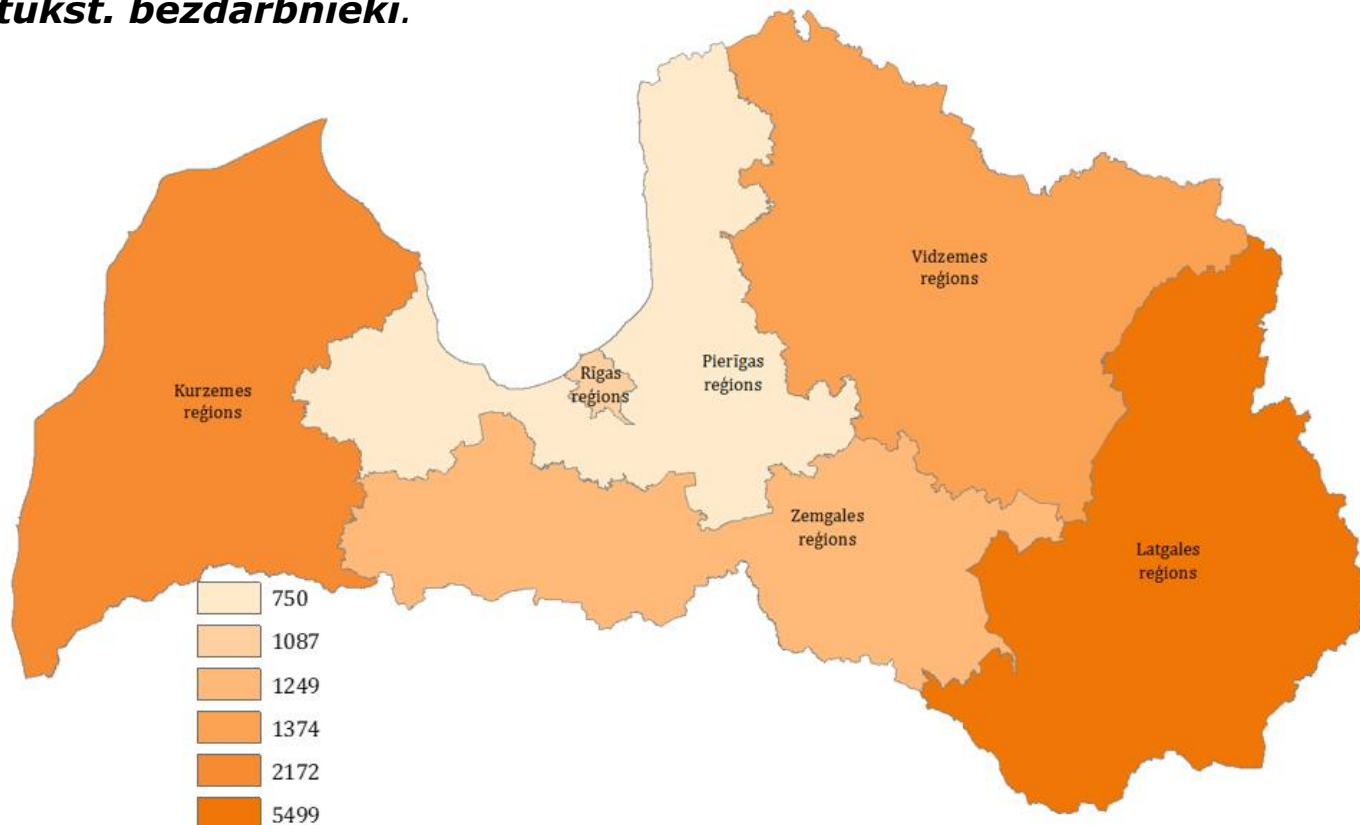 tūkst. bezdarbnieki.
Vidzemes
reģions
Pierīgas
reģions
Rīgas
reģions
Kurzemes
reģions
Zemgales
reģions
Latgales
reģions
750
1087
1249
1374
2172
5499